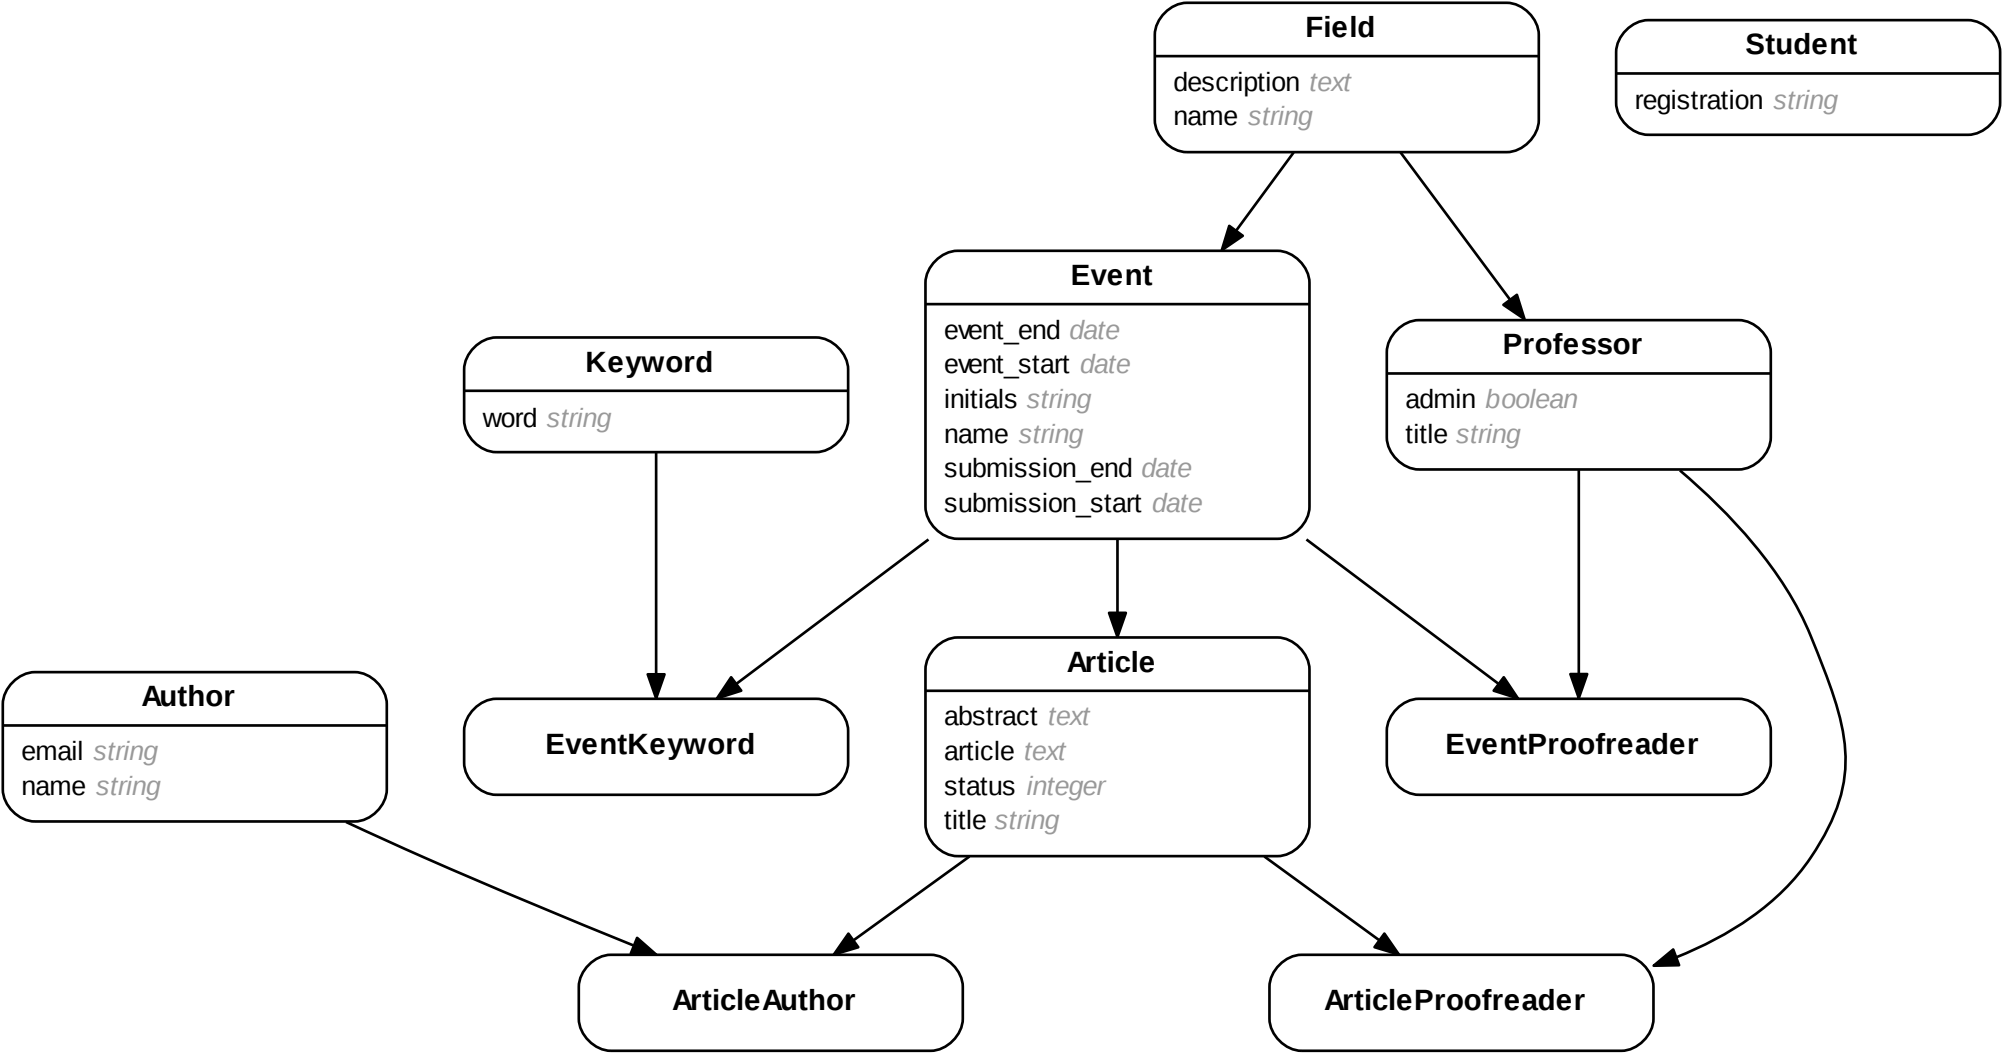 Field
description text
name string
Student
registration string
Event
event_end date
event_start date
initials string
name string
submission_end date
submission_start date
Professor
admin boolean
title string
Keyword
word string
Author
email string
name string
EventKeyword
Article
abstract text
article text
status integer
title string
EventProofreader
ArticleAuthor
ArticleProofreader